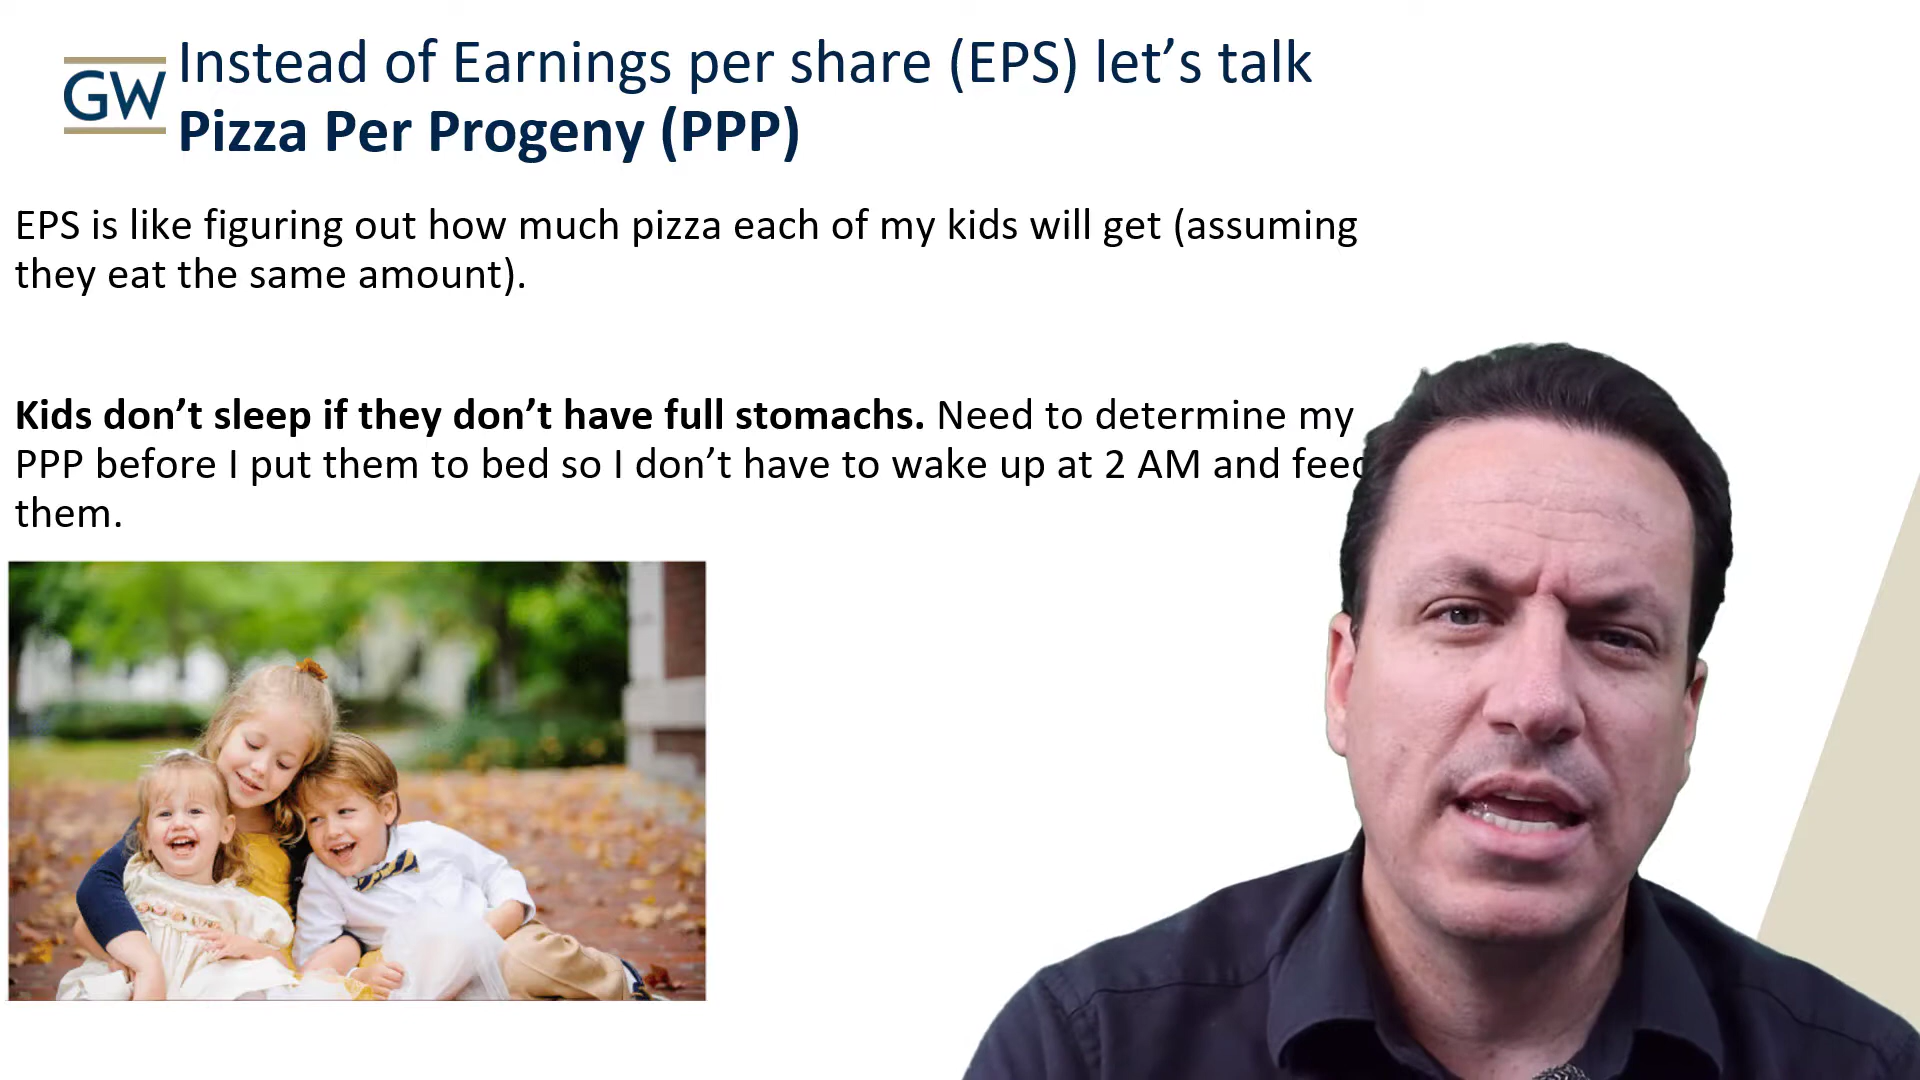 GW
Instead of Earnings per share (EPS) let’s talk
Pizza Per Progeny (PPP)
EPS is like figuring out how much pizza each of my kids will get (assuming
they eat the same amount).
Kids don’t sleep if they don’t have full stomachs. Need to determine my
PPP before I put them to bed so I don’t have to wake up at 2 AM and feed
them.